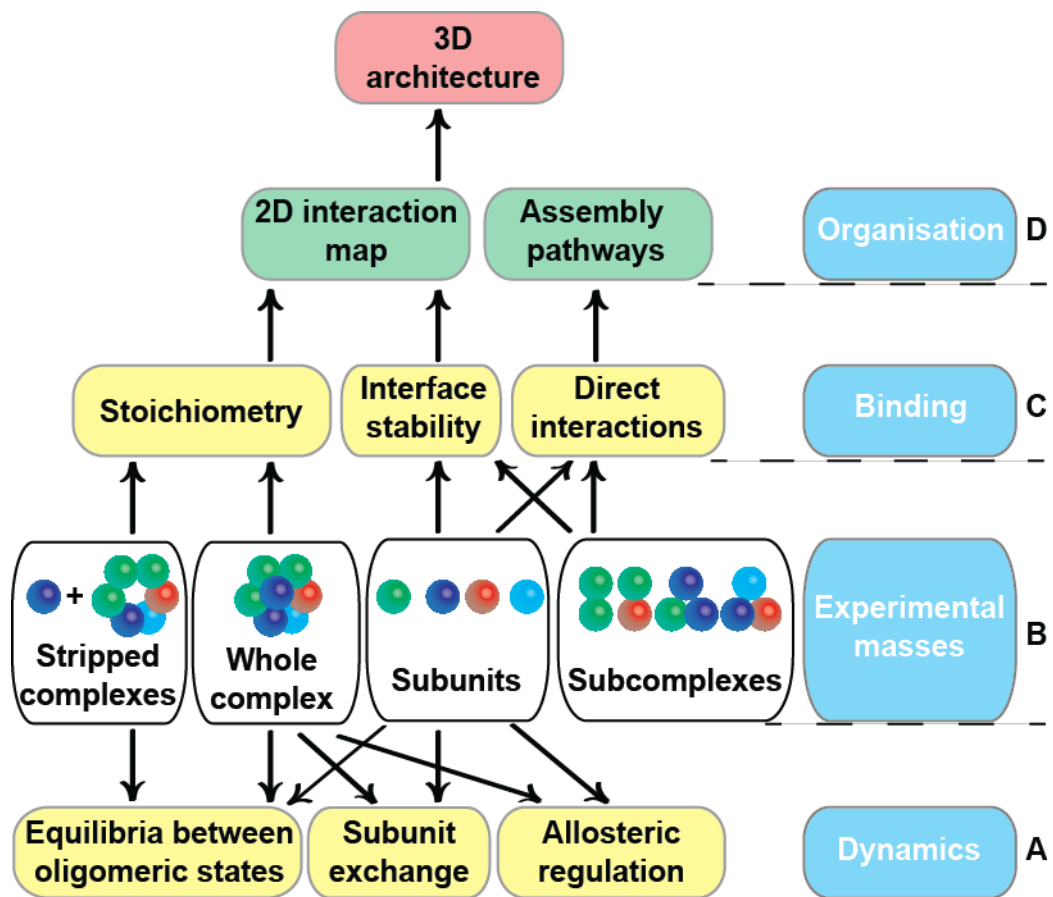 3D
architecture
2D interaction
map
Assembly
pathways
Organisation
D
Stoichiometry
Interface
stability
Direct
interactions
Binding
C
+
Stripped
complexes
Whole
complex
Subunits
Subcomplexes
Experimental
masses
B
Equilibria between
oligomeric states
Subunit
exchange
Allosteric
regulation
Dynamics
A